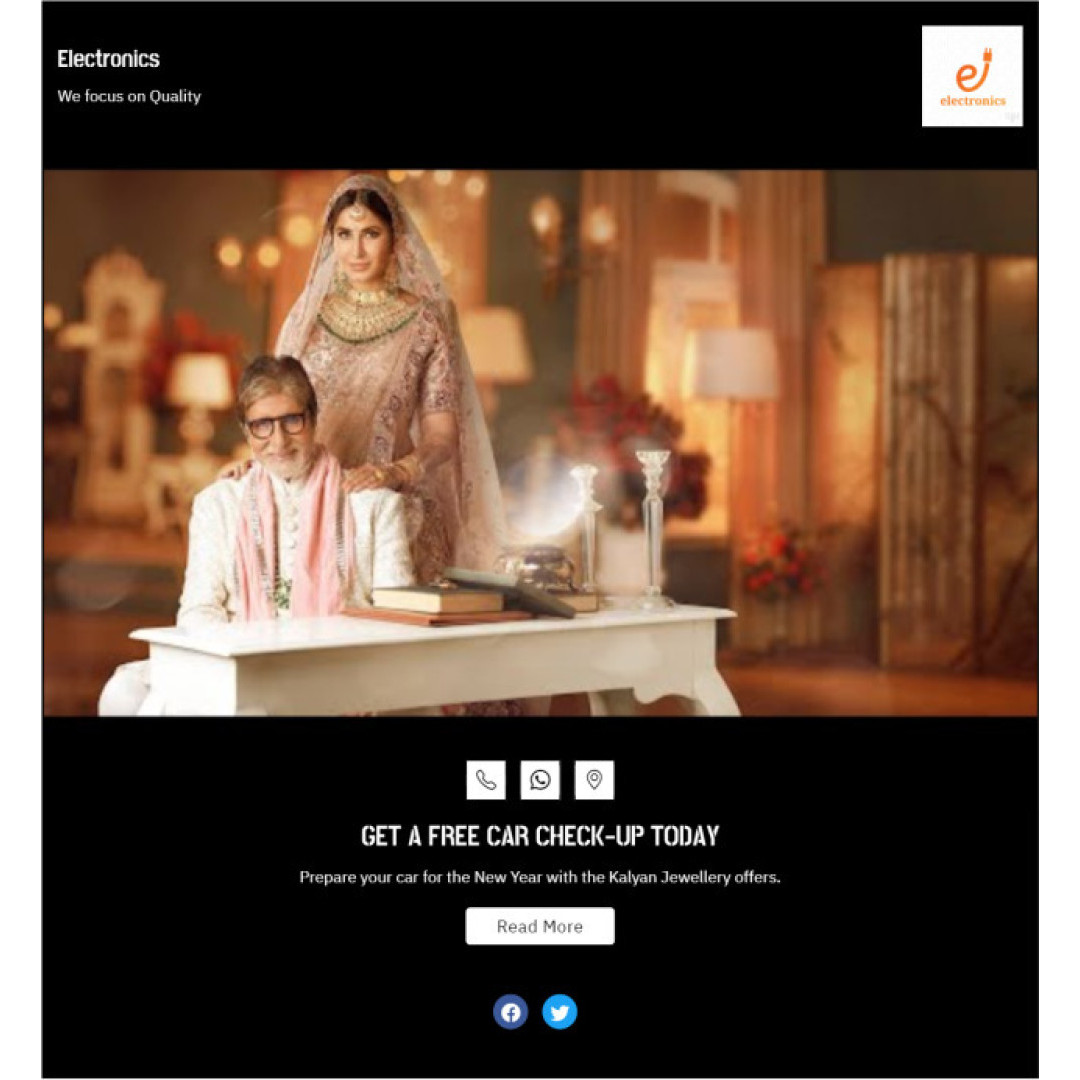 Electronics
We focus on Quality
electronics
GET A FREE CAR CHECK-UP TODAY
Prepare your car for the New Year with the Kalyan Jewellery offers.
Read More